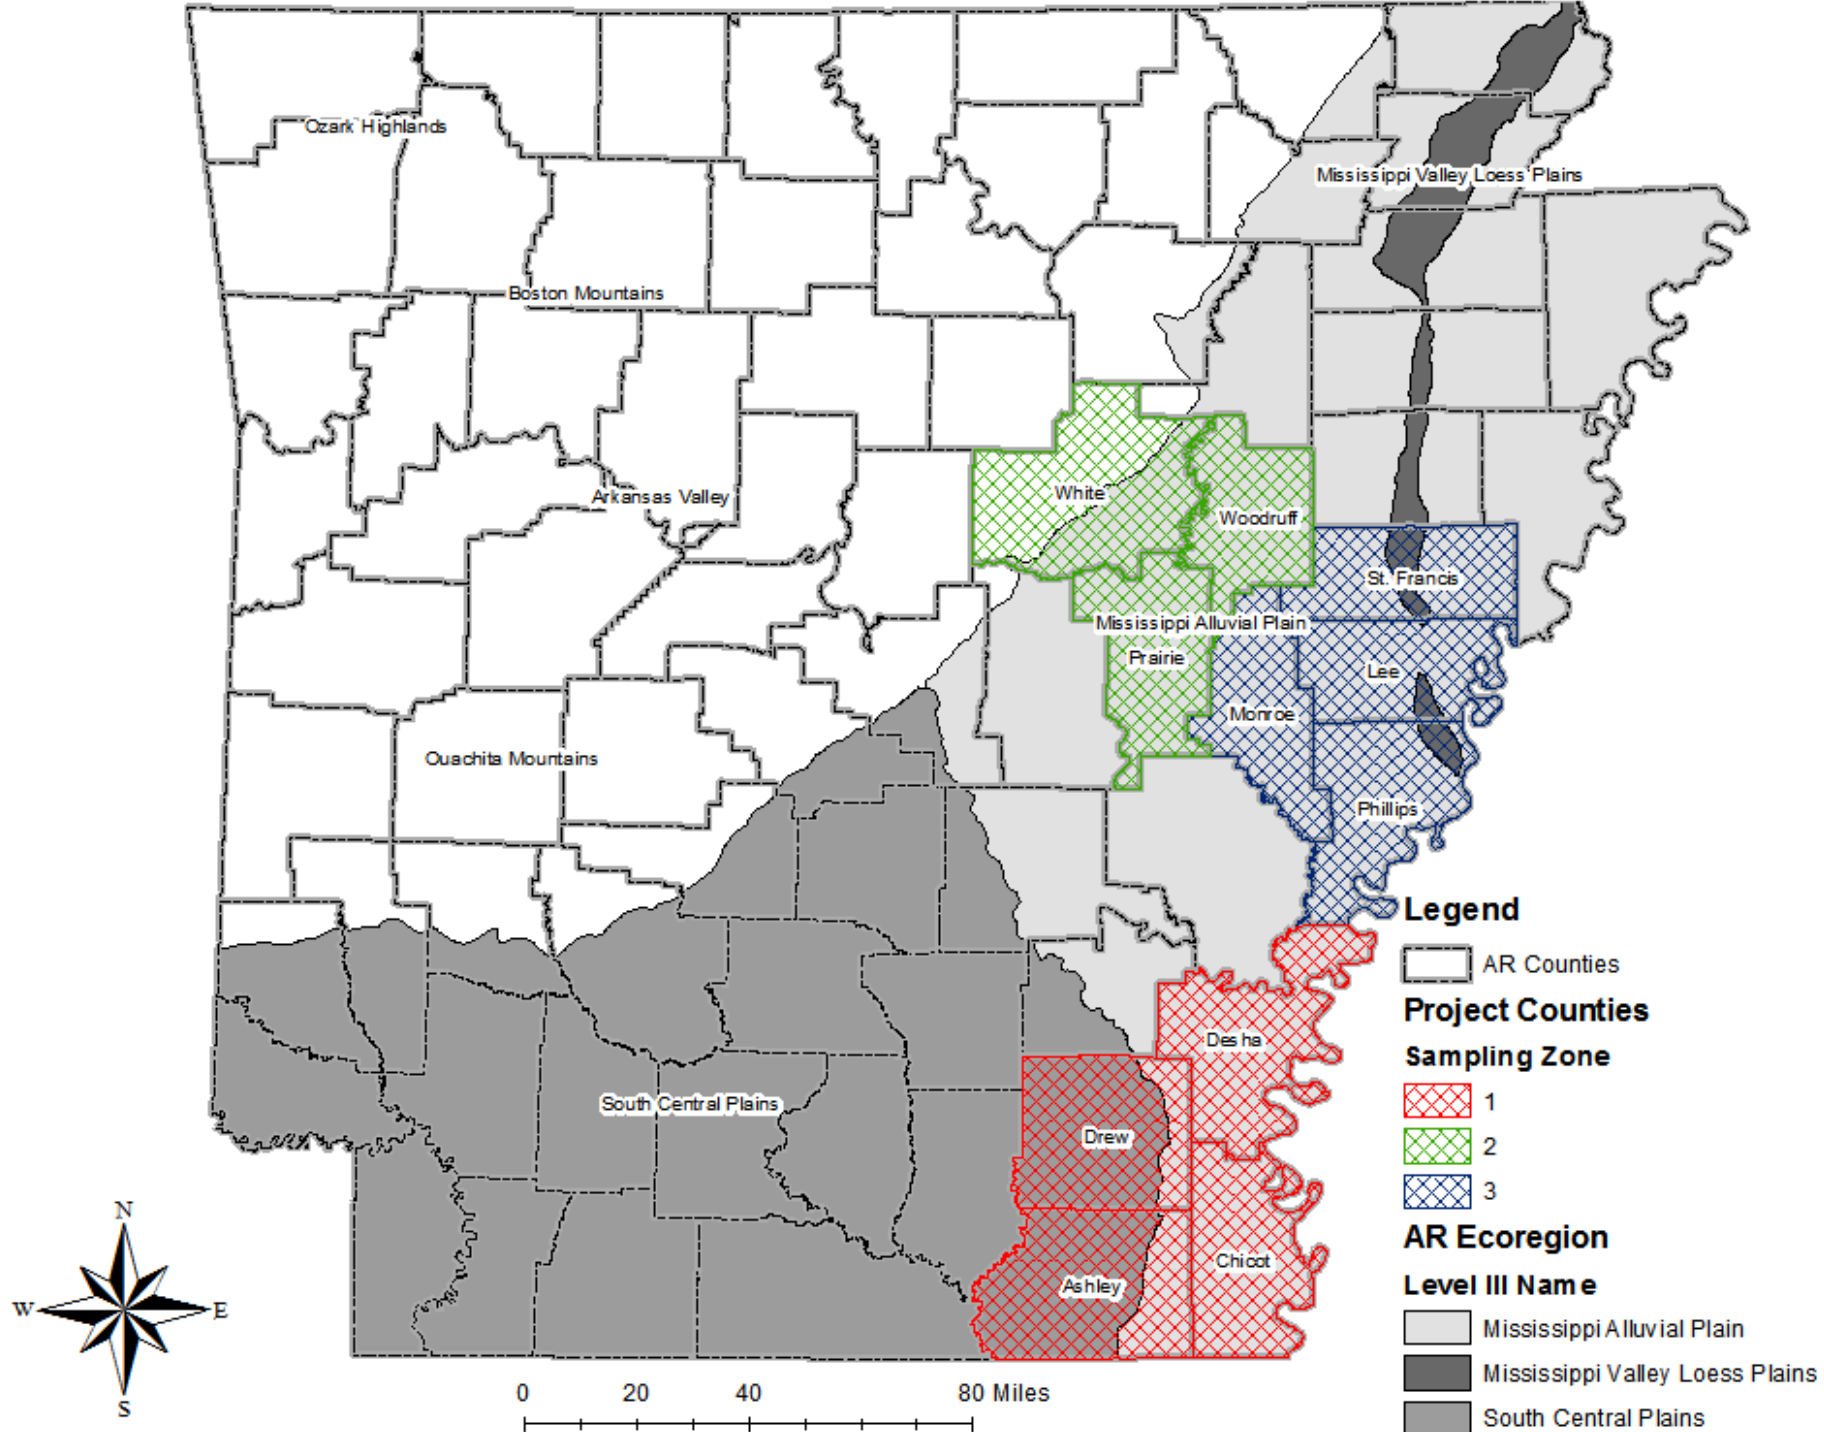 Ozark Highlands
Mississippi Valley Loess Plains
Boston Mountains
Arkansas Valley
White
Woodruff
St. Francis
Mississippi Alluvial Plain
Prairie
Lee
Monroe
Ouachita Mountains
Phillips
Desha
South Central Plains
Drew
Chicot
Ashley
Legend
AR Counties
Project Counties
Sampling Zone
1
2
3
AR Ecoregion
Level III Name
Mississippi Alluvial Plain
Mississippi Valley Loess Plains
South Central Plains
N
W E
S
0 20 40 80 Miles